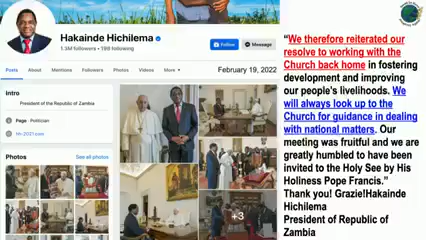 Hakainde Hichilema
1.3M followers • 198 following
Follow
Message
Posts
About
Mentions
Followers
Photos
Videos
More
February 19, 2022
Intro
President of the Republic of Zambia
Page · Politician
hh-2021.com
Photos
See all photos
+3
“We therefore reiterated our
resolve to working with the
Church back home in fostering
development and improving
our people's livelihoods. We
will always look up to the
Church for guidance in dealing
with national matters. Our
meeting was fruitful and we are
greatly humbled to have been
invited to the Holy See by His
Holiness Pope Francis.”
Thank you! Grazie!Hakainde
Hichilema
President of Republic of
Zambia